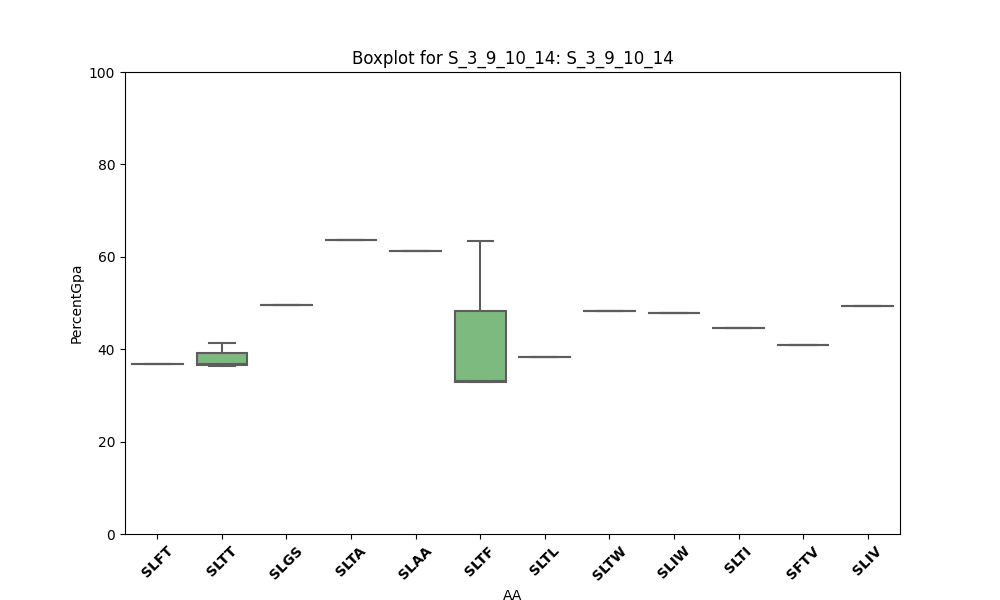 Boxplot for S_3_9_10_14: S_3_9_10_14
100
80
60
40
20
0
PercentGpa
SLFT
SLTT
SLGS
SLTA
SLAA
SLTF
SLTL
SLTW
SLIW
SLTI
SFTV
SLIV
AA